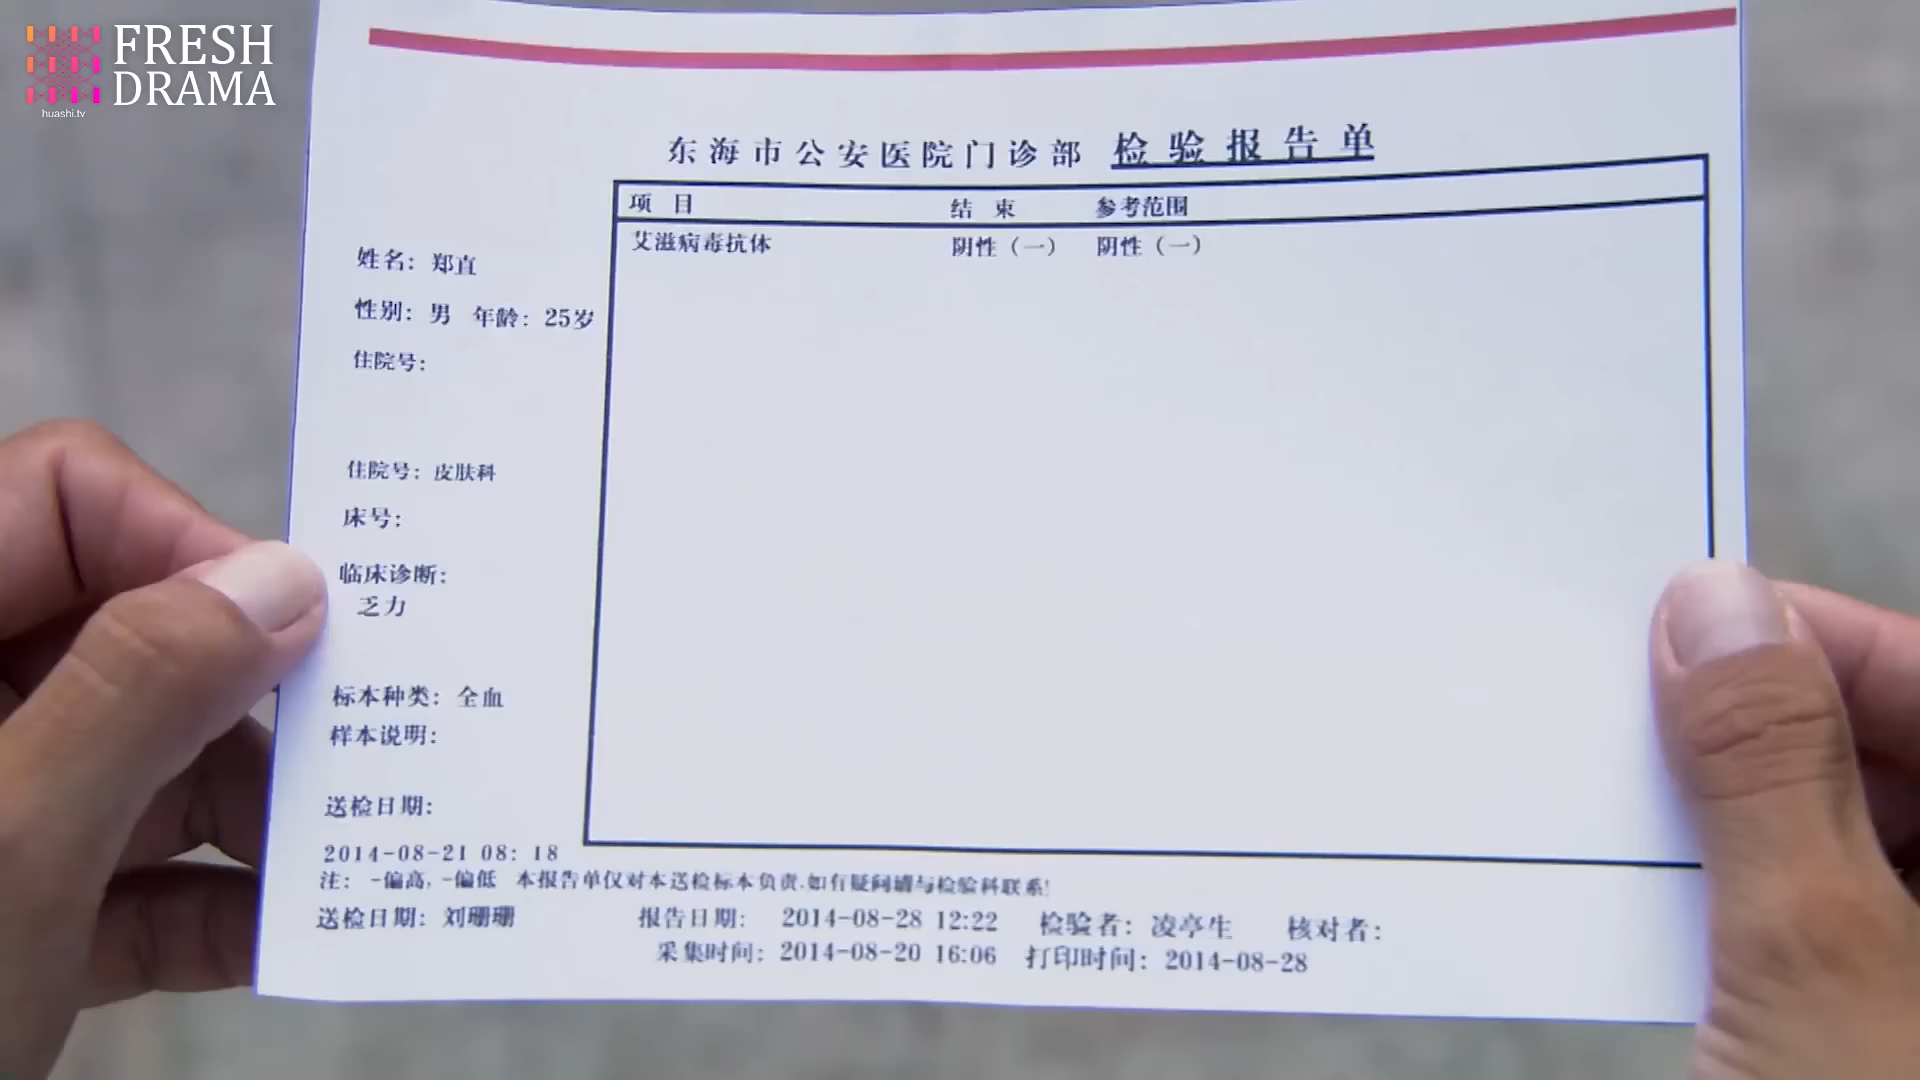 FRESH
DRAMA
huashi.tv
东海市公安医院门诊部 检验报告单
项 目 结 束 参考范围
艾滋病毒抗体 阴性（一） 阴性（一）
姓名：郑直
性别：男 年龄：25岁
住院号：
住院号：皮肤科
床号：
临床诊断：
乏力
标本种类：全血
样本说明：
送检日期：
2014-08-21 08：18
注： -偏高，-偏低 本报告单仅对本送检标本负责.如有疑问请与检验科联系！
送检日期：刘珊珊 报告日期： 2014-08-28 12:22 检验者：凌亭生 核对者：
采集时间：2014-08-20 16:06 打印时间：2014-08-28